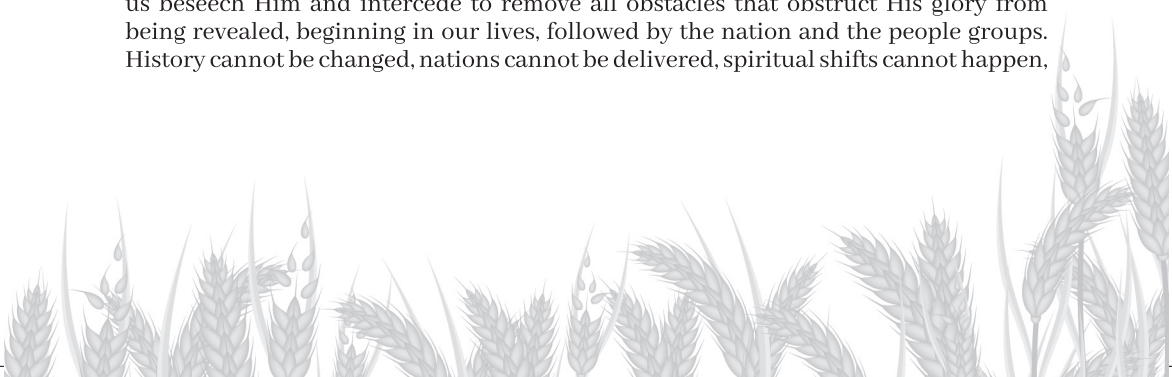 us beseech Him and intercede to remove all obstacles that obstruct His glory from
being revealed, beginning in our lives, followed by the nation and the people groups.
History cannot be changed, nations cannot be delivered, spiritual shifts cannot happen,